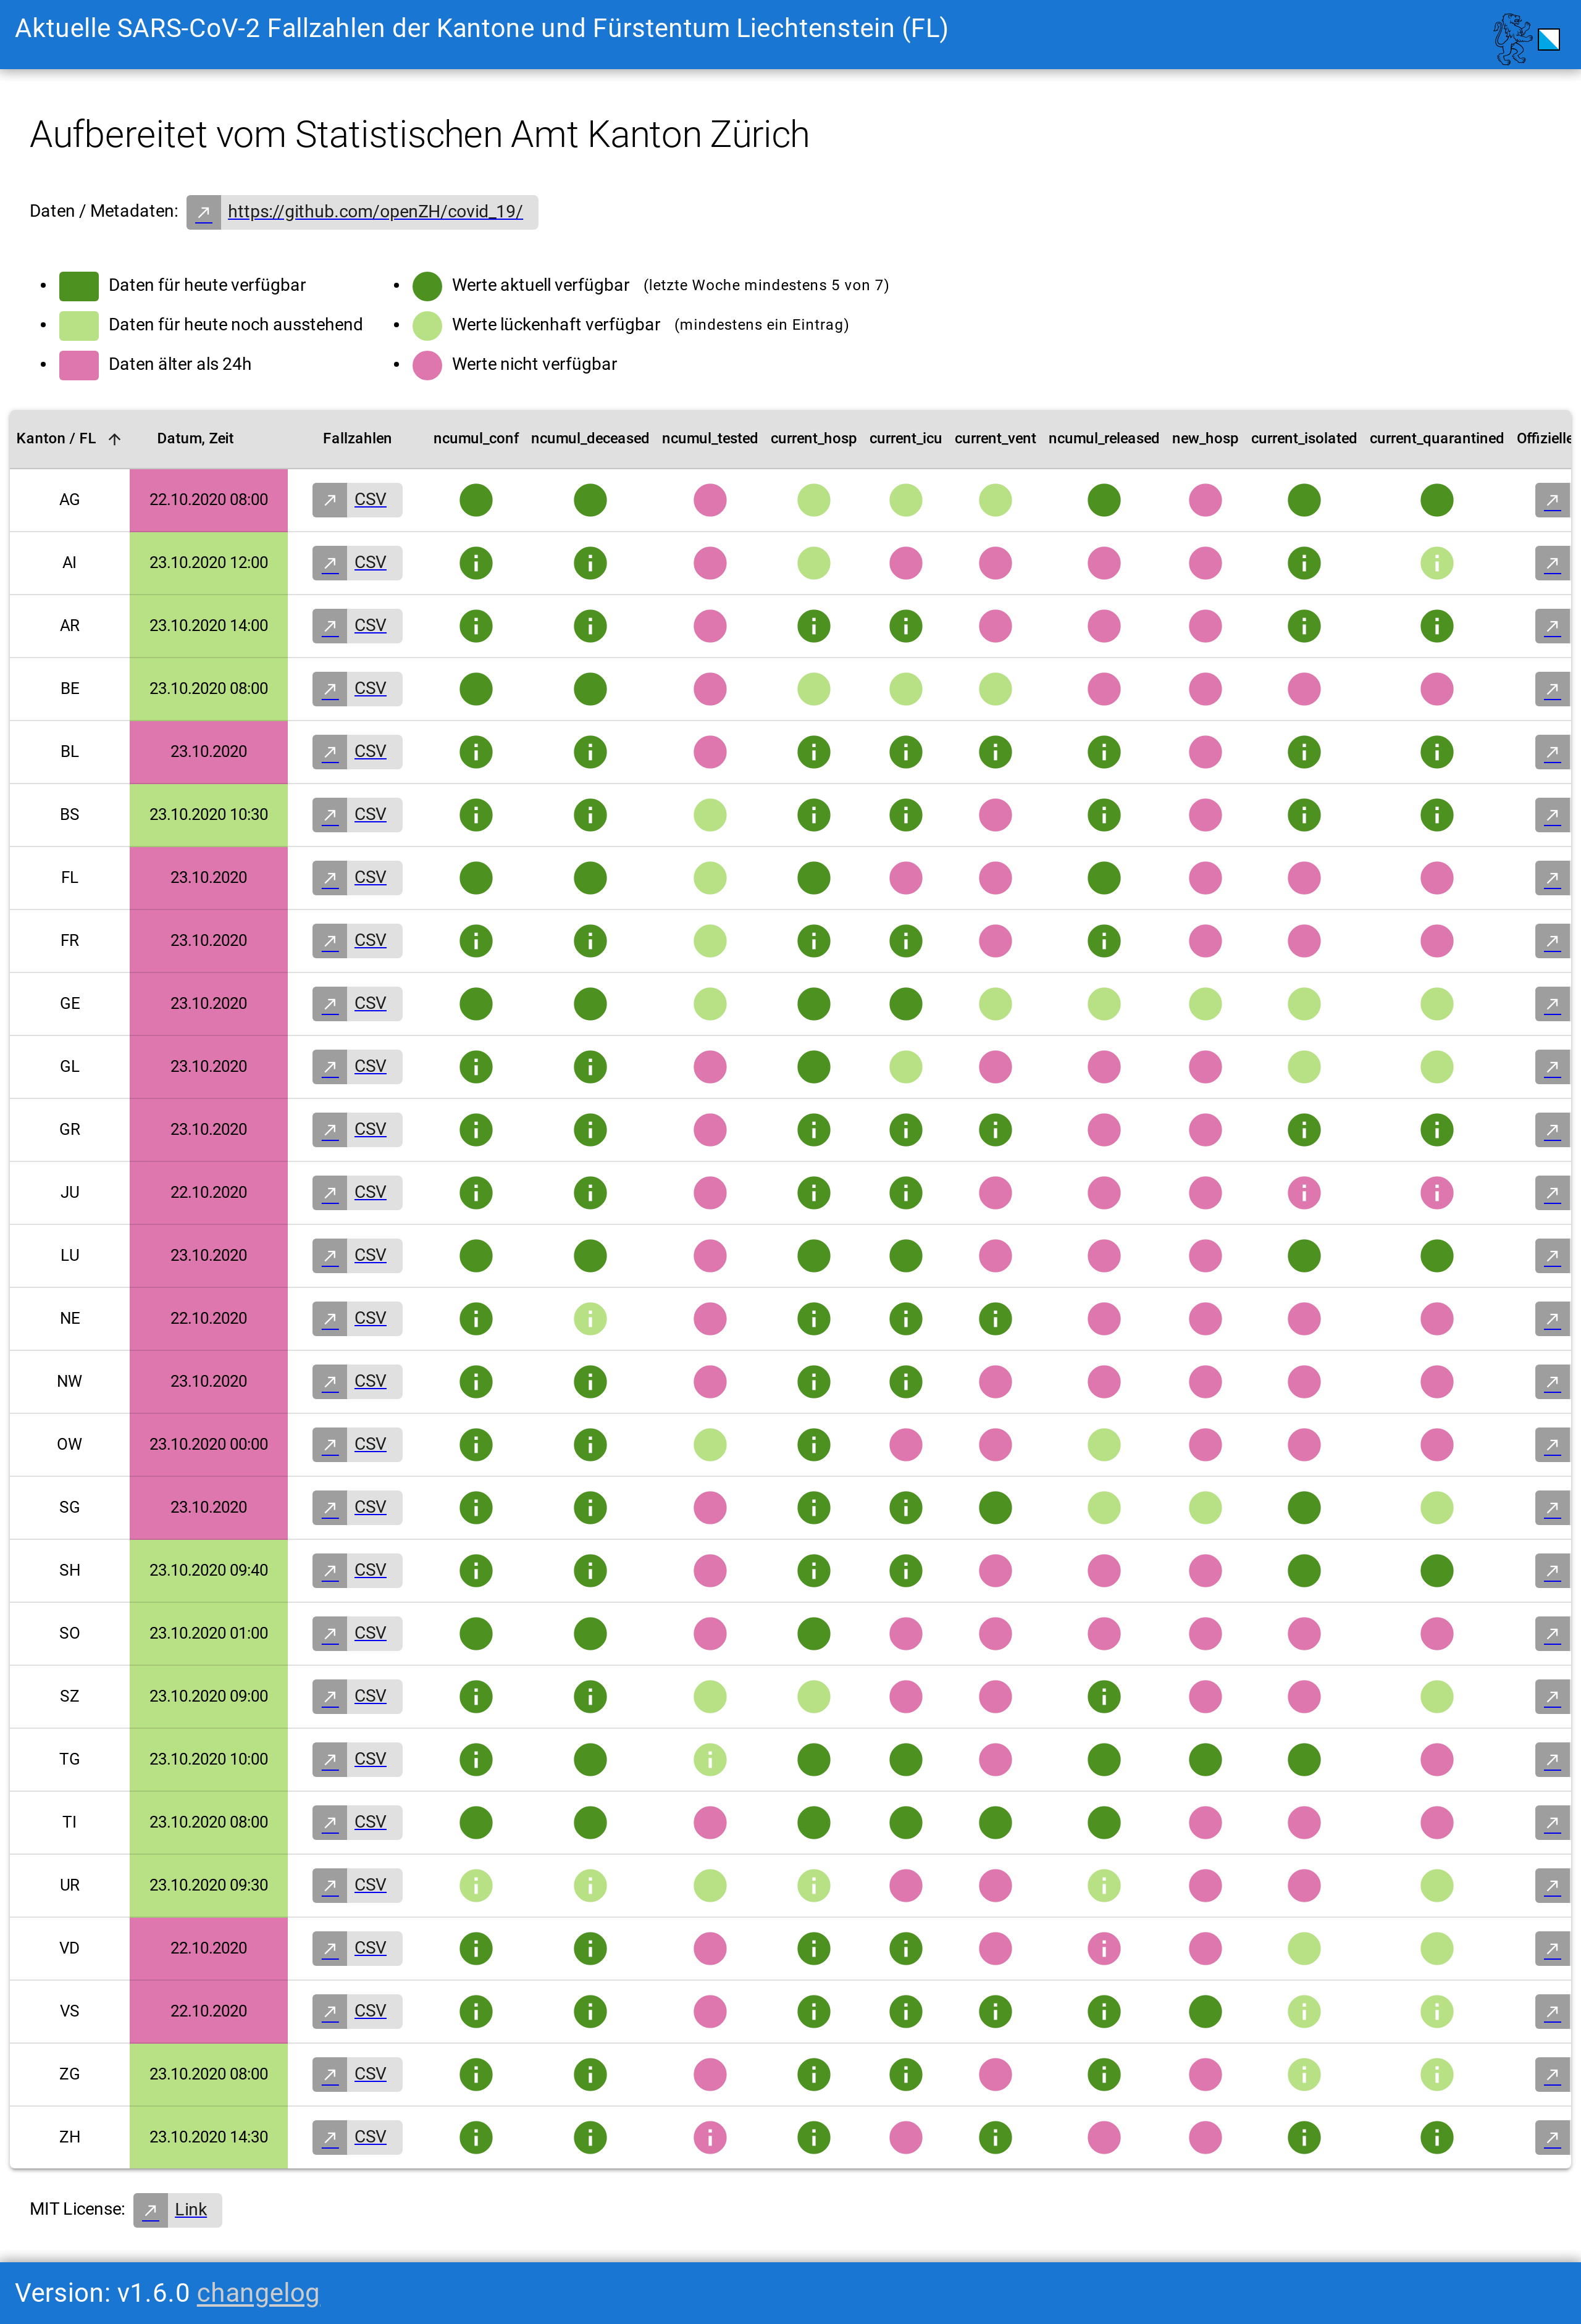 Aktuelle SARS-CoV-2 Fallzahlen der Kantone und Fürstentum Liechtenstein (FL)
Aufbereitet vom Statistischen Amt Kanton Zürich
Daten / Metadaten: https://github.com/openZH/covid_19/
Daten für heute verfügbar
Daten für heute noch ausstehend
Daten älter als 24h
Werte aktuell verfügbar (letzte Woche mindestens 5 von 7)
Werte lückenhaft verfügbar (mindestens ein Eintrag)
Werte nicht verfügbar
Kanton / FL Datum, Zeit Fallzahlen ncumul_conf ncumul_deceased ncumul_tested current_hosp current_icu current_vent ncumul_released new_hosp current_isolated current_quarantined Offizielle
AG 22.10.2020 08:00 CSV
AI 23.10.2020 12:00 CSV
AR 23.10.2020 14:00 CSV
BE 23.10.2020 08:00 CSV
BL 23.10.2020 CSV
BS 23.10.2020 10:30 CSV
FL 23.10.2020 CSV
FR 23.10.2020 CSV
GE 23.10.2020 CSV
GL 23.10.2020 CSV
GR 23.10.2020 CSV
JU 22.10.2020 CSV
LU 23.10.2020 CSV
NE 22.10.2020 CSV
NW 23.10.2020 CSV
OW 23.10.2020 00:00 CSV
SG 23.10.2020 CSV
SH 23.10.2020 09:40 CSV
SO 23.10.2020 01:00 CSV
SZ 23.10.2020 09:00 CSV
TG 23.10.2020 10:00 CSV
TI 23.10.2020 08:00 CSV
UR 23.10.2020 09:30 CSV
VD 22.10.2020 CSV
VS 22.10.2020 CSV
ZG 23.10.2020 08:00 CSV
ZH 23.10.2020 14:30 CSV
MIT License: Link
Version: v1.6.0 changelog